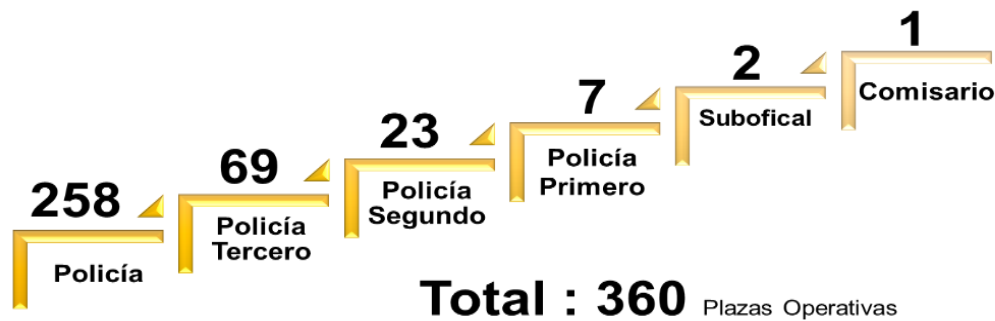 258
Policía
69
Policía
Tercero
23
Policía
Segundo
7
Policía
Primero
2
Subofical
1
Comisario
Total : 360 Plazas Operativas